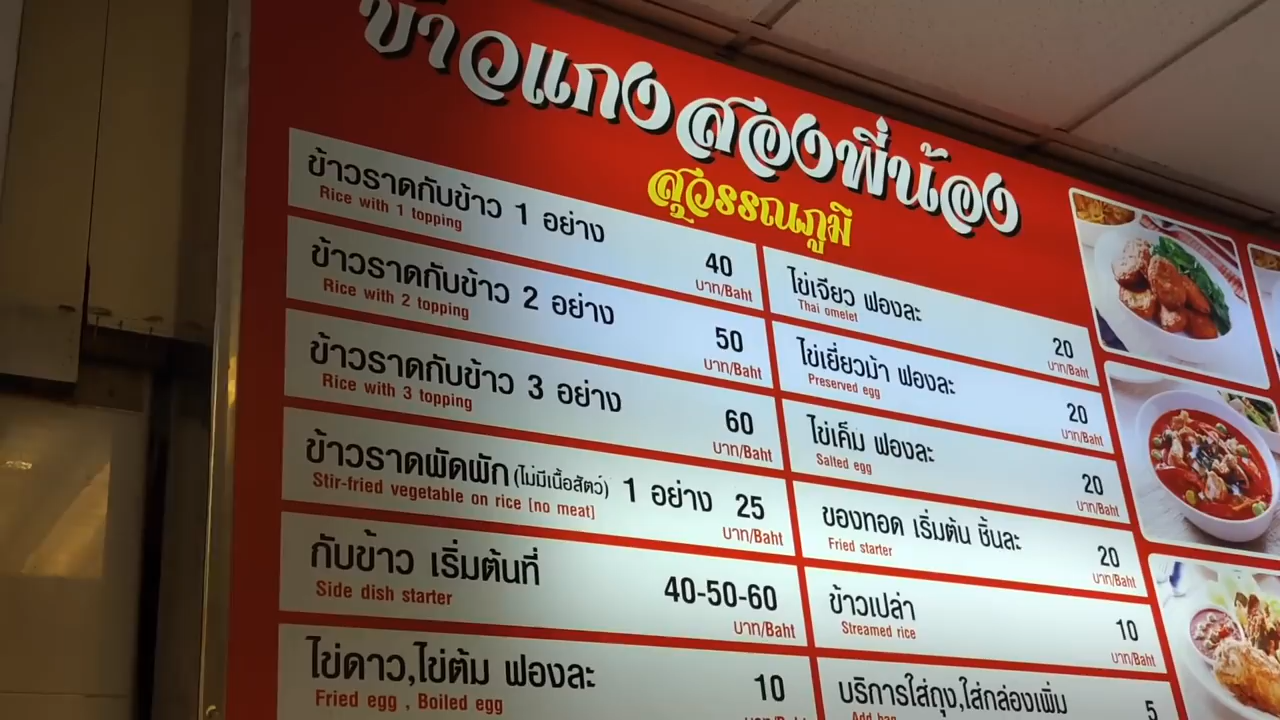 ข้าวแกง สองพี่น้อง
สุวรรณภูมิ
ข้าวราดกับข้าว 1 อย่าง
Rice with 1 topping
40
บาท/Baht
ข้าวราดกับข้าว 2 อย่าง
Rice with 2 topping
50
บาท/Baht
ข้าวราดกับข้าว 3 อย่าง
Rice with 3 topping
60
บาท/Baht
ข้าวราดผัดผัก (ไม่มีเนื้อสัตว์) 1 อย่าง 25
Stir-fried vegetable on rice [no meat]
บาท/Baht
กับข้าว เริ่มต้นที่
Side dish starter
40-50-60
บาท/Baht
ไข่ดาว,ไข่ต้ม ฟองละ
Fried egg , Boiled egg
10
บาท/Baht
ไข่เจียว ฟองละ
Thai omelet
20
บาท/Baht
ไข่เยี่ยวม้า ฟองละ
Preserved egg
20
บาท/Baht
ไข่เค็ม ฟองละ
Salted egg
20
บาท/Baht
ของทอด เริ่มต้น ชิ้นละ
Fried starter
20
บาท/Baht
ข้าวเปล่า
Streamed rice
10
บาท/Baht
บริการใส่ถุง,ใส่กล่องเพิ่ม
Add bag
5